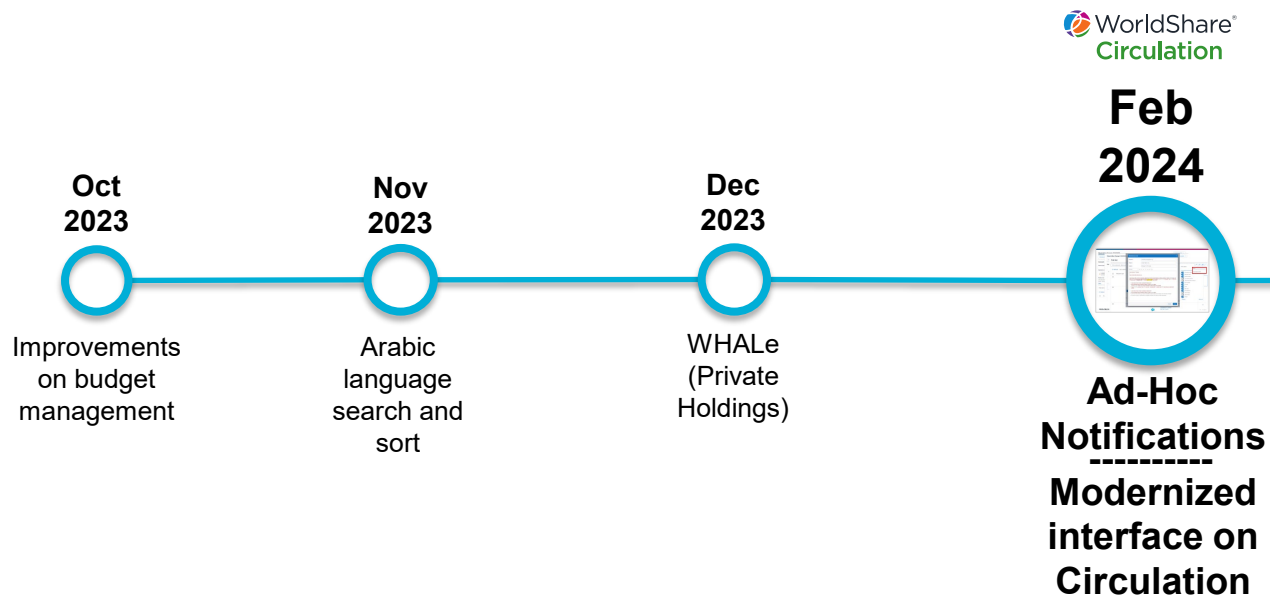 WorldShare®
Circulation
Feb
2024
Oct
2023
Nov
2023
Dec
2023
Improvements
on budget
management
Arabic
language
search and
sort
WHALe
(Private
Holdings)
Ad-Hoc
Notifications
----------
Modernized
interface on
Circulation